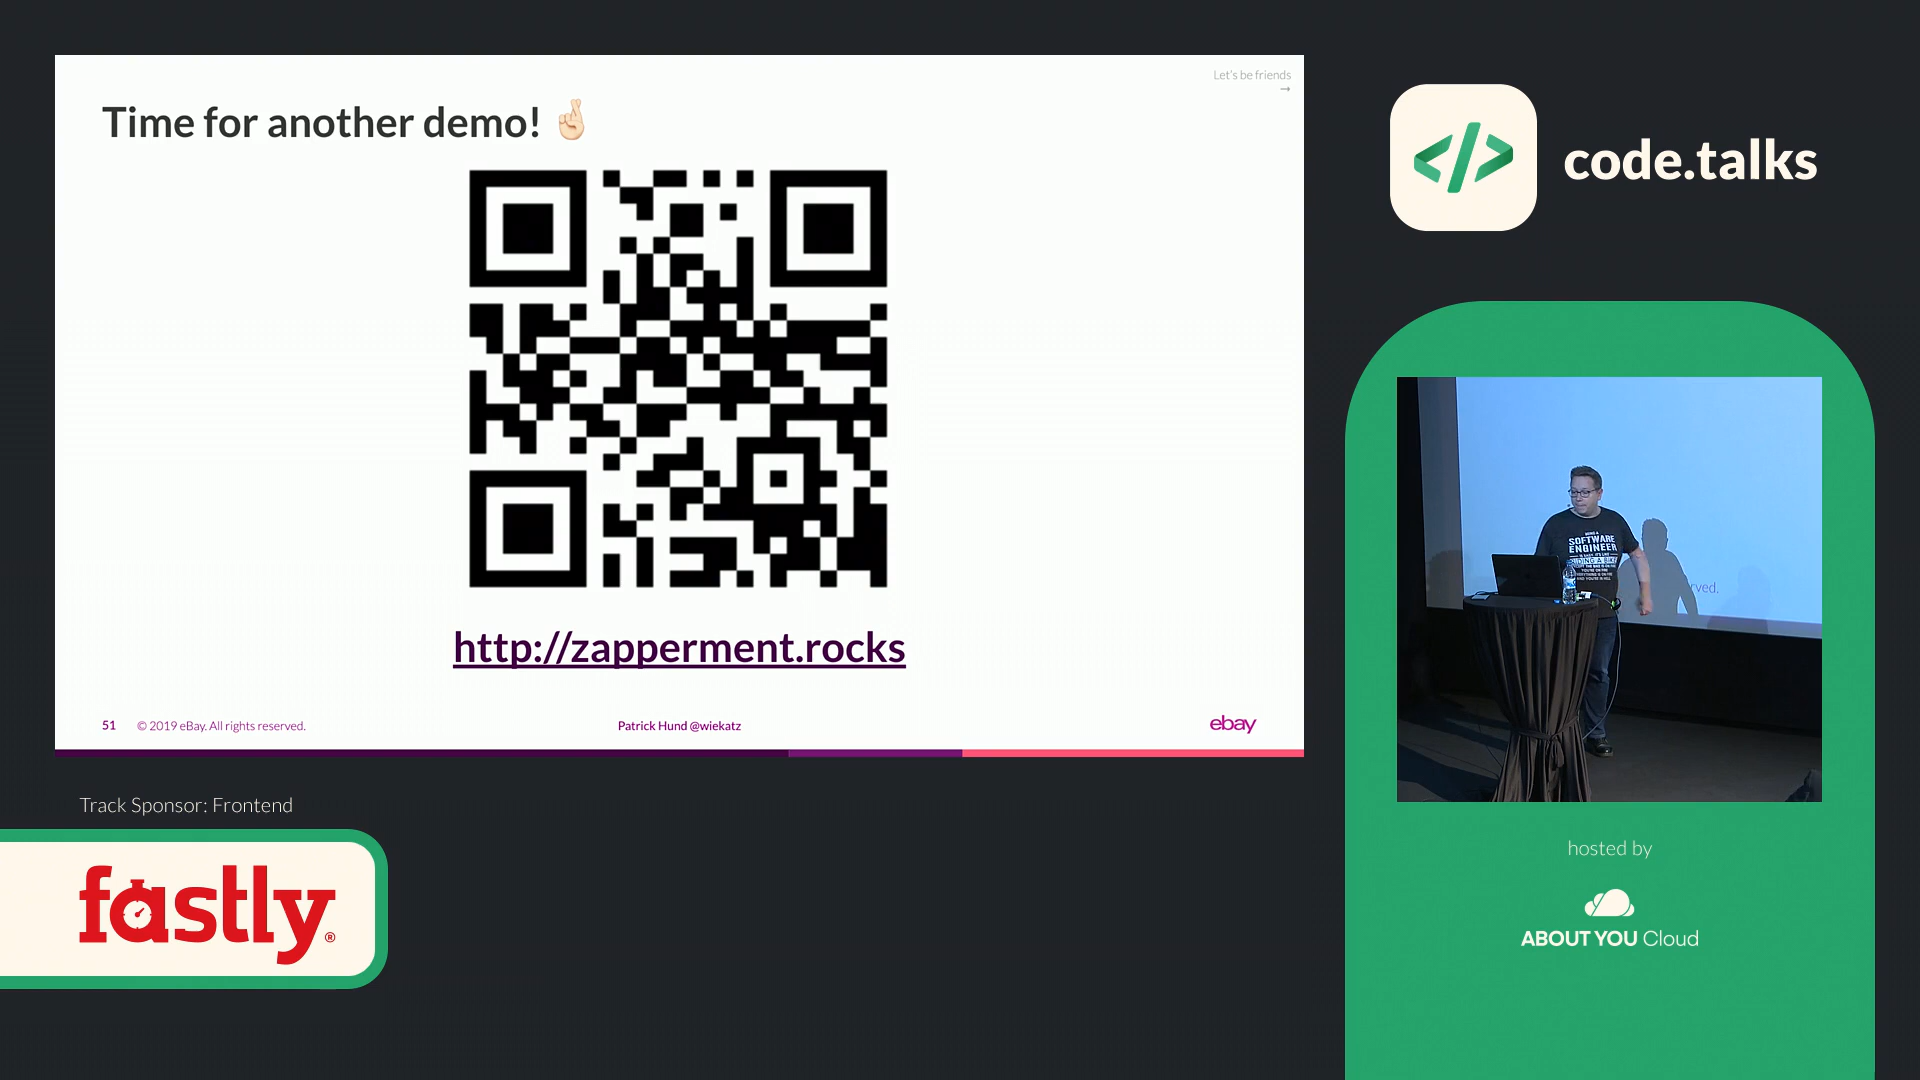 Let's be friends
→
Time for another demo! 🤞🏻
http://zapperment.rocks
51 © 2019 eBay. All rights reserved. Patrick Hund @wiekatz ebay
code.talks
SOFTWARE
ENGINEER
Track Sponsor: Frontend
fastly®
hosted by
ABOUT YOU Cloud